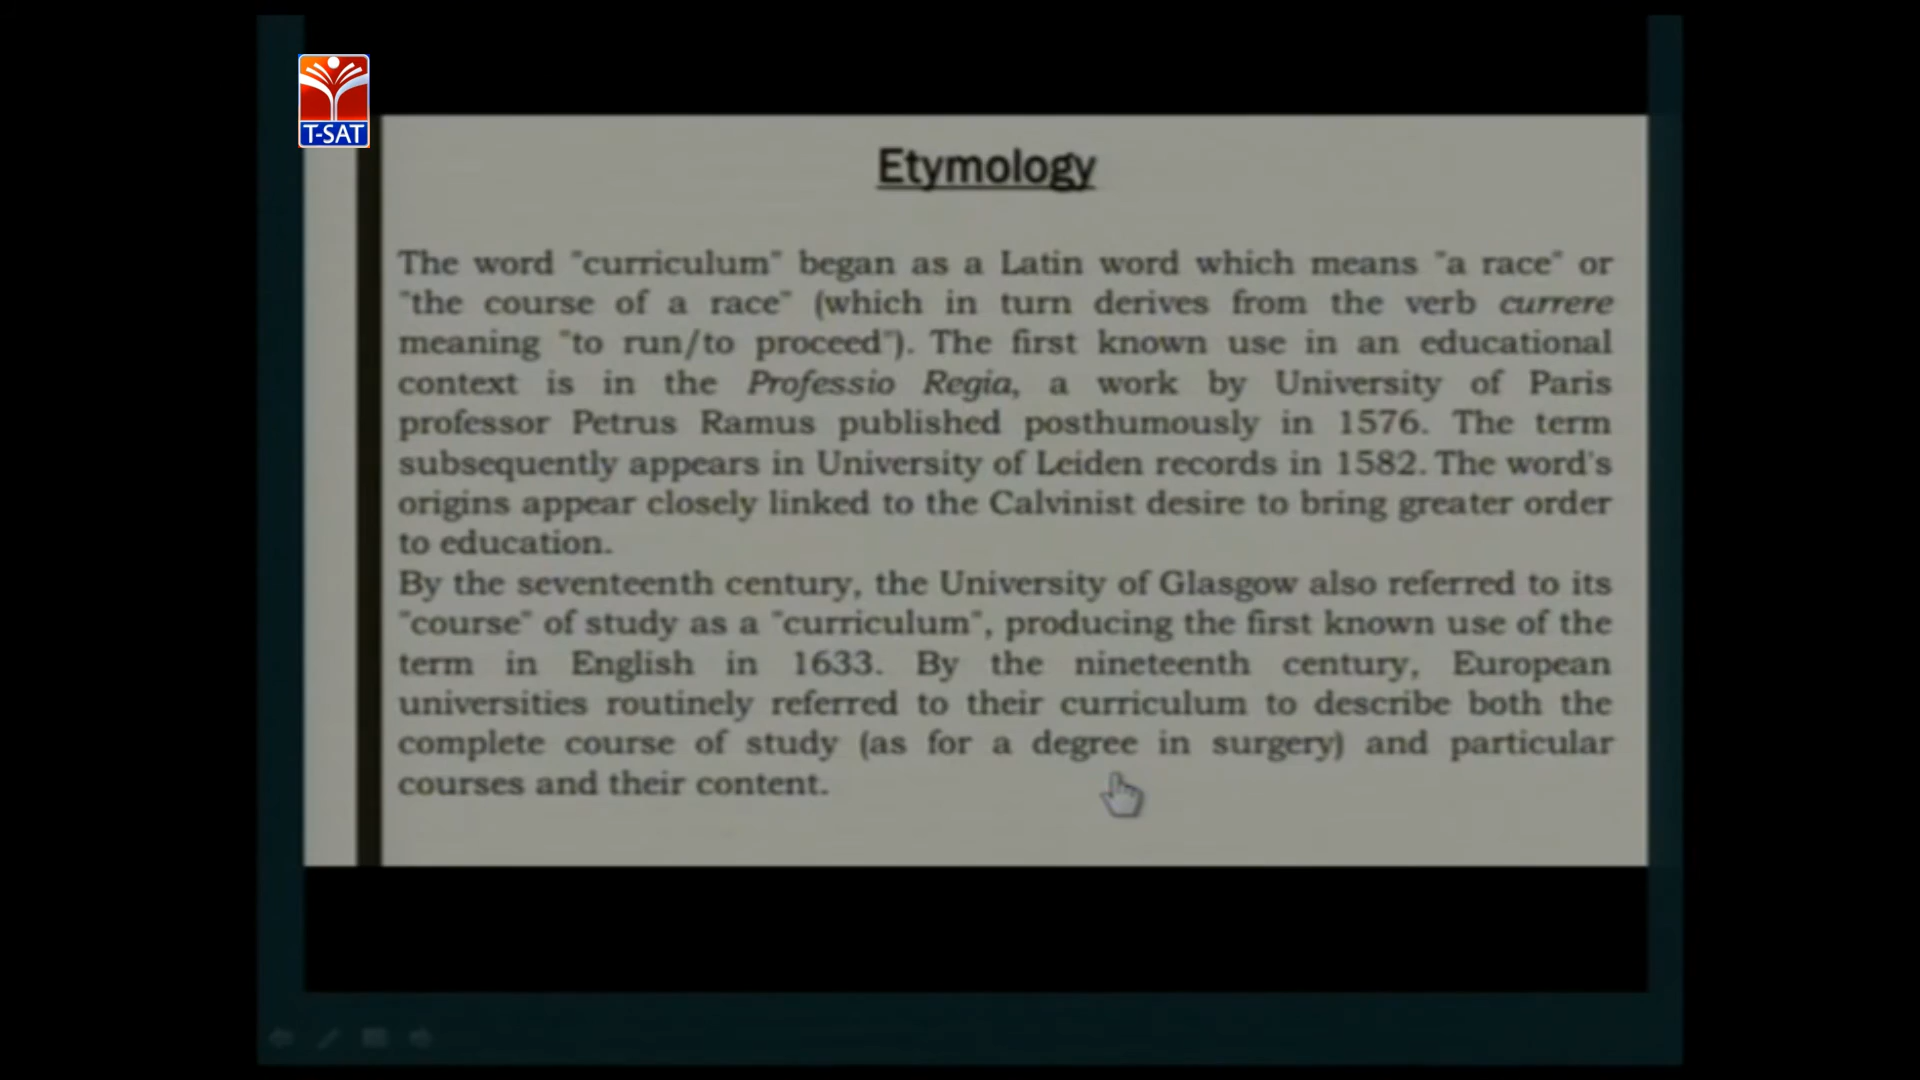 T-SAT
Etymology
The word "curriculum" began as a Latin word which means "a race" or
"the course of a race" (which in turn derives from the verb currere
meaning "to run/to proceed"). The first known use in an educational
context is in the Professio Regia, a work by University of Paris
professor Petrus Ramus published posthumously in 1576. The term
subsequently appears in University of Leiden records in 1582. The word's
origins appear closely linked to the Calvinist desire to bring greater order
to education.
By the seventeenth century, the University of Glasgow also referred to its
"course" of study as a "curriculum", producing the first known use of the
term in English in 1633. By the nineteenth century, European
universities routinely referred to their curriculum to describe both the
complete course of study (as for a degree in surgery) and particular
courses and their content.